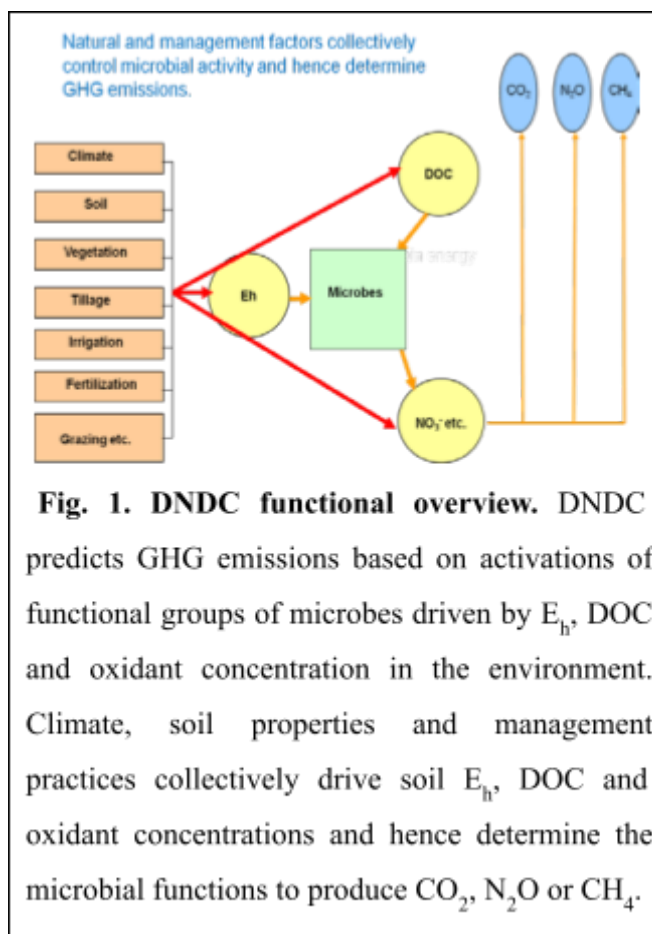 Natural and management factors collectively
control microbial activity and hence determine
GHG emissions.
CO₂
N₂O
CH₄
Climate
Soil
Vegetation
Tillage
Irrigation
Fertilization
Grazing etc.
DOC
Eh
Microbes
energy
NO₃⁻ etc.
Fig. 1. DNDC functional overview. DNDC
predicts GHG emissions based on activations of
functional groups of microbes driven by Eₕ, DOC
and oxidant concentration in the environment.
Climate, soil properties and management
practices collectively drive soil Eₕ, DOC and
oxidant concentrations and hence determine the
microbial functions to produce CO₂, N₂O or CH₄.